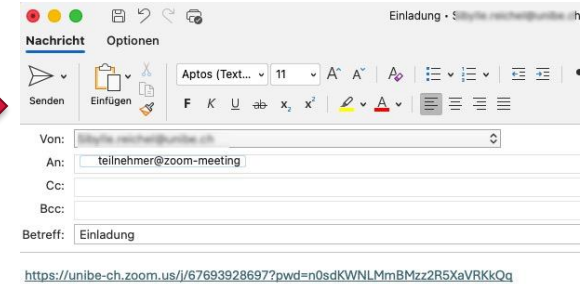 Einladung •
Nachricht Optionen
Aptos (Text... 11 A A A
Senden Einfügen F K U ab x, x² A
Von:
An: teilnehmer@zoom-meeting
Cc:
Bcc:
Betreff: Einladung
https://unibe-ch.zoom.us/j/67693928697?pwd=n0sdKWNLMmBMzz2R5XaVRKkQq